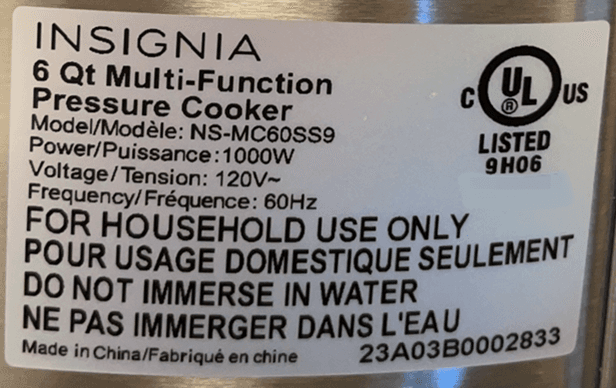 INSIGNIA
6 Qt Multi-Function
Pressure Cooker
Model/Modèle: NS-MC60SS9
Power/Puissance:1000W
Voltage/Tension: 120V~
Frequency/Fréquence: 60Hz
C UL ® US
LISTED
9H06
FOR HOUSEHOLD USE ONLY
POUR USAGE DOMESTIQUE SEULEMENT
DO NOT IMMERSE IN WATER
NE PAS IMMERGER DANS L'EAU
Made in China/Fabriqué en chine 23A03B0002833